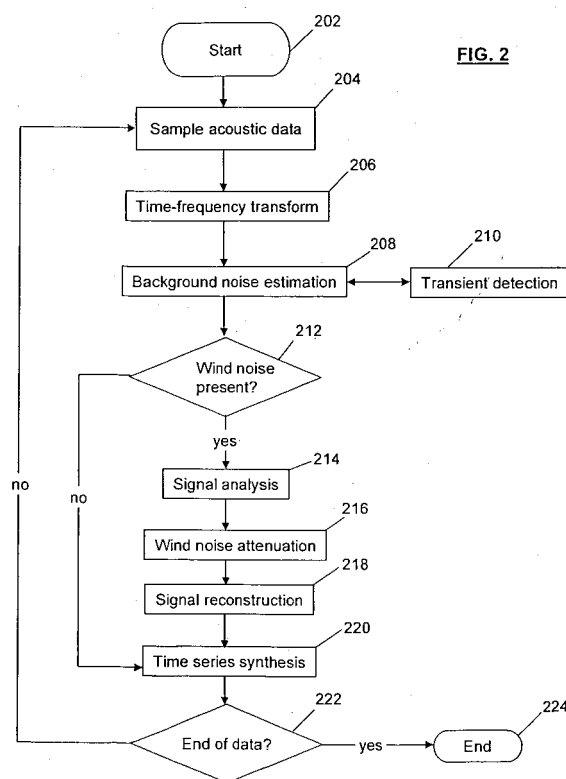 202
Start
FIG. 2
204
Sample acoustic data
206
Time-frequency transform
208
210
Background noise estimation
Transient detection
212
Wind noise
present?
yes
214
no
no
Signal analysis
216
Wind noise attenuation
218
Signal reconstruction
220
Time series synthesis
222
224
End of data?
yes
End